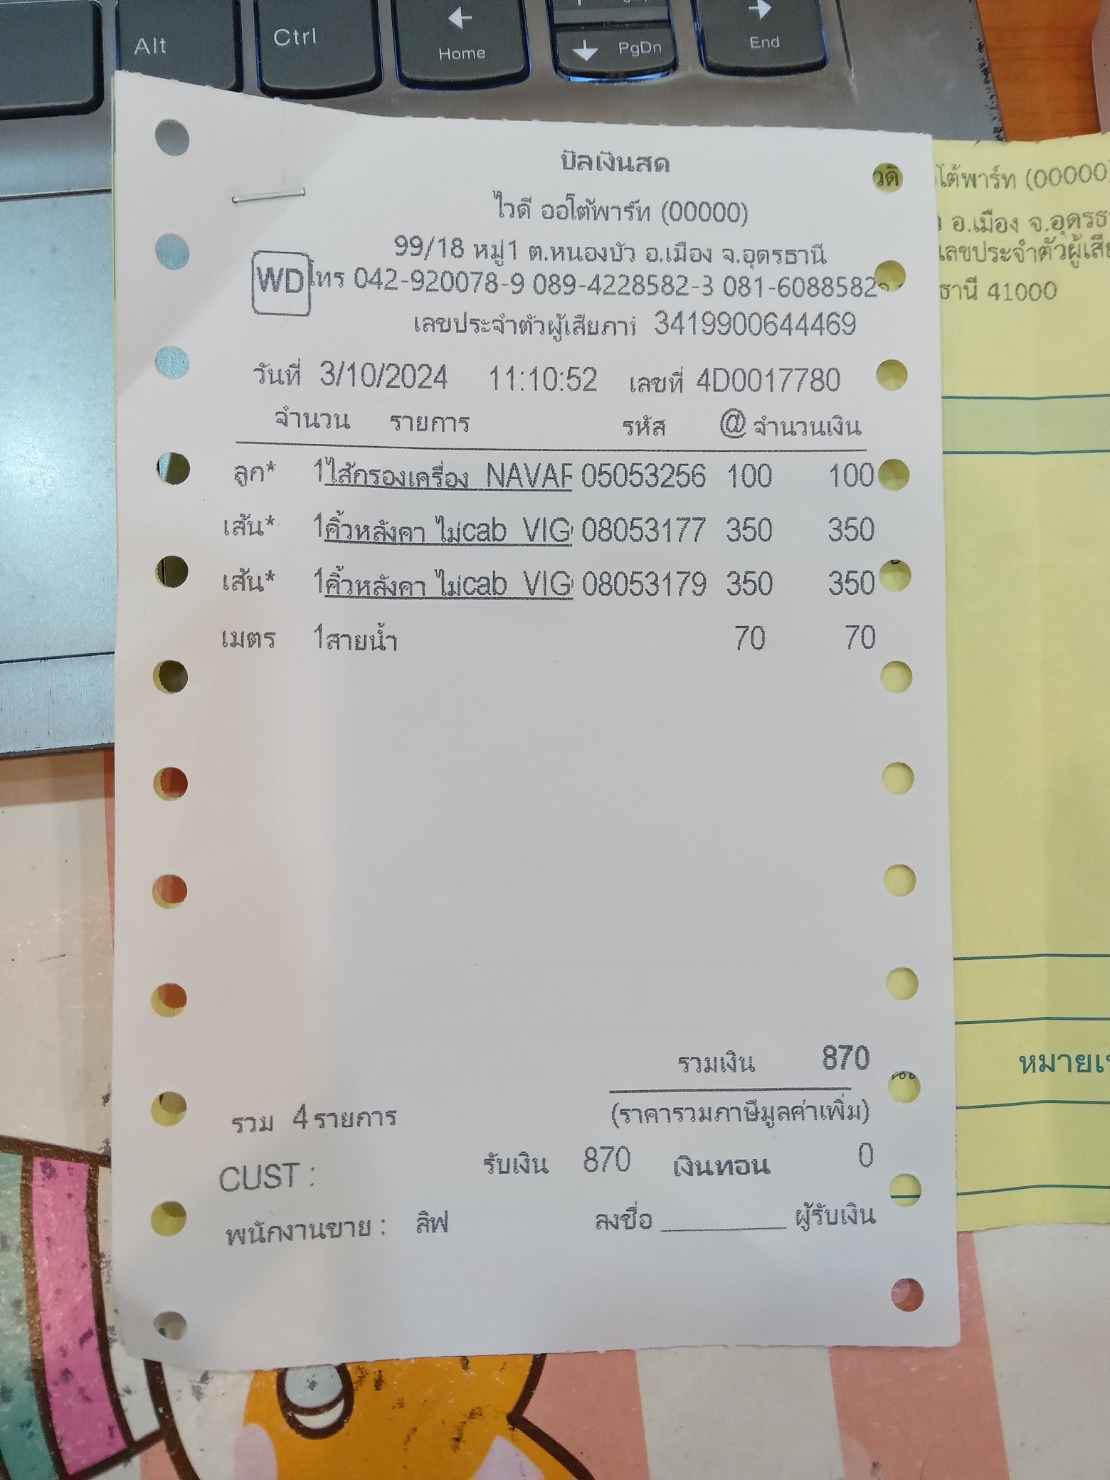 Alt
Ctrl
Home
PgDn
End
บิลเงินสด
ไวดี ออโต้พาร์ท (00000)
99/18 หมู่1 ต.หนองบัว อ.เมือง จ.อุดรธานี
WD
โทร 042-920078-9 089-4228582-3 081-6088582
เลขประจำตัวผู้เสียภาษี 3419900644469
วันที่ 3/10/2024 11:10:52 เลขที่ 4D0017780
จำนวน รายการ รหัส @ จำนวนเงิน
ลูก* 1 ไส้กรองเครื่อง NAVAR 05053256 100 100
เส้น* 1 คิ้วหลังคา ไม่cab VIG 08053177 350 350
เส้น* 1 คิ้วหลังคา ไม่cab VIG 08053179 350 350
เมตร 1 สายน้ำ 70 70
รวมเงิน 870
รวม 4 รายการ (ราคารวมภาษีมูลค่าเพิ่ม)
CUST : รับเงิน 870 เงินทอน 0
พนักงานขาย : ลิฟ ลงชื่อ ________ ผู้รับเงิน
วดี
โต้พาร์ท (00000)
อ.เมือง จ.อุดรธา
เลขประจำตัวผู้เสีย
ธานี 41000
หมายเห